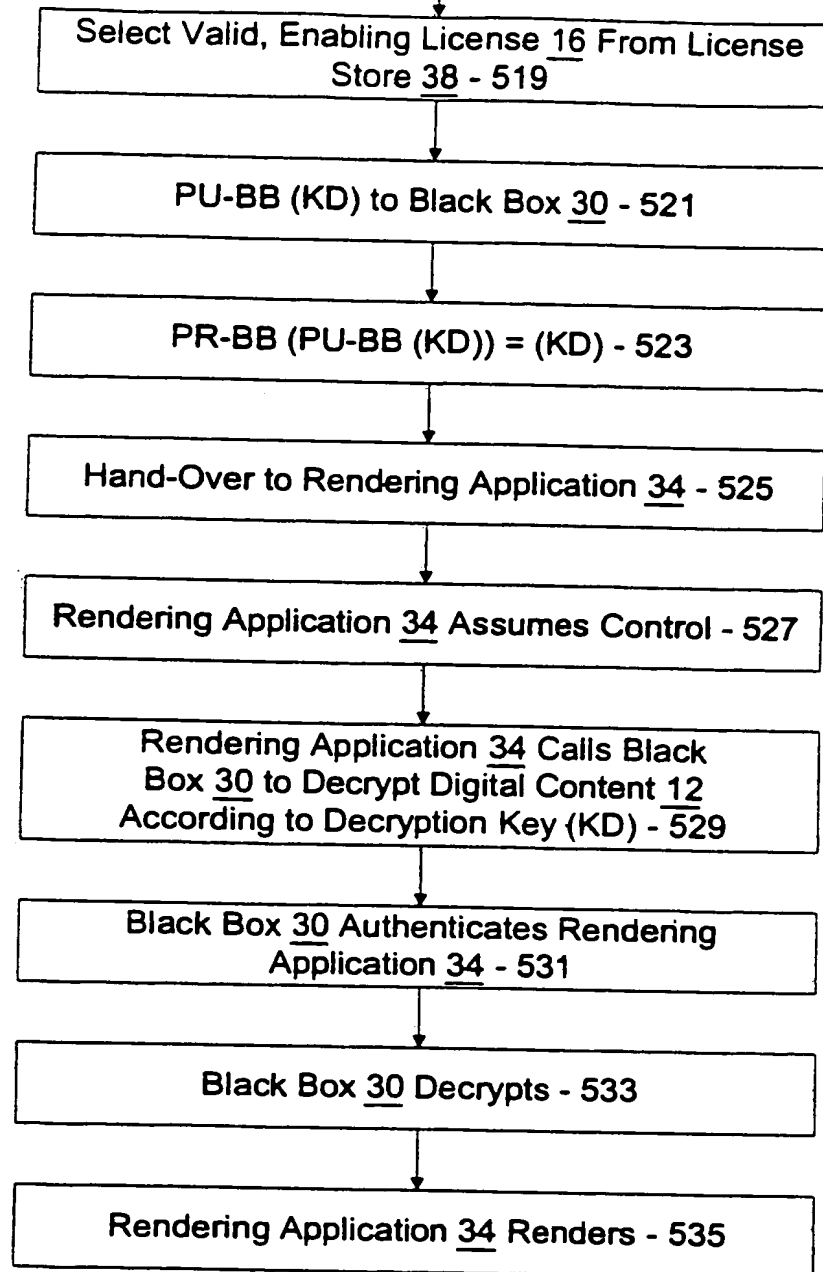 Select Valid, Enabling License 16 From License
Store 38 - 519
PU-BB (KD) to Black Box 30 - 521
PR-BB (PU-BB (KD)) = (KD) - 523
Hand-Over to Rendering Application 34 - 525
Rendering Application 34 Assumes Control - 527
Rendering Application 34 Calls Black
Box 30 to Decrypt Digital Content 12
According to Decryption Key (KD) - 529
Black Box 30 Authenticates Rendering
Application 34 - 531
Black Box 30 Decrypts - 533
Rendering Application 34 Renders - 535